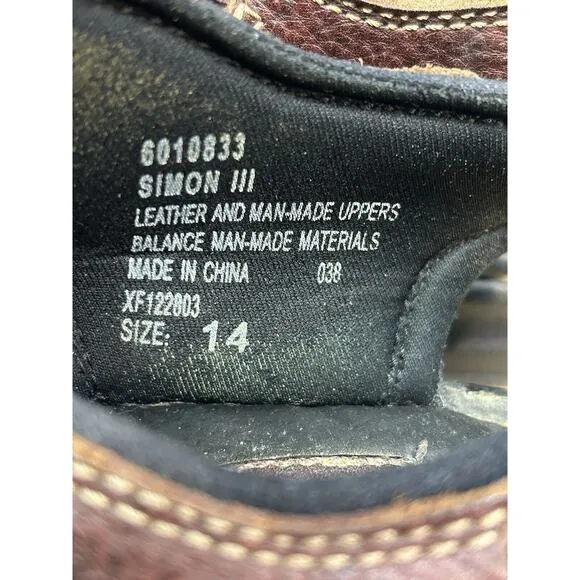 6010833
SIMON III
LEATHER AND MAN-MADE UPPERS
BALANCE MAN-MADE MATERIALS
MADE IN CHINA 038
XF122803
SIZE: 14